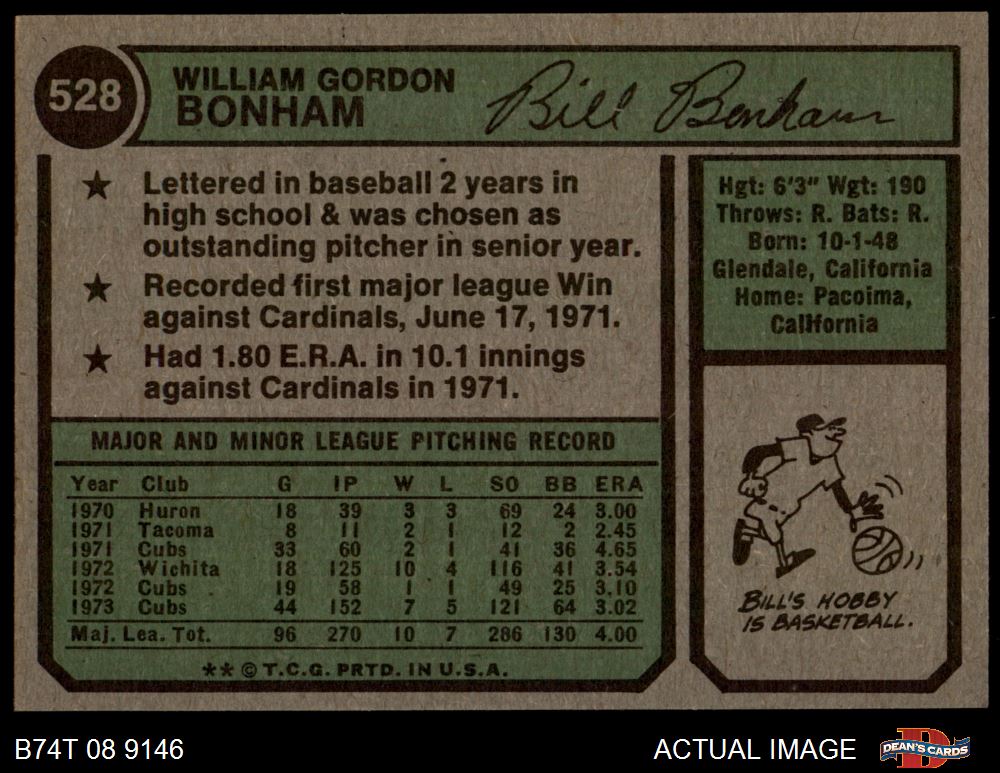 528
WILLIAM GORDON
BONHAM
Bill Bonham
★ Lettered in baseball 2 years in
high school & was chosen as
outstanding pitcher in senior year.
★ Recorded first major league Win
against Cardinals, June 17, 1971.
★ Had 1.80 E.R.A. in 10.1 innings
against Cardinals in 1971.
Hgt: 6'3" Wgt: 190
Throws: R. Bats: R.
Born: 10-1-48
Glendale, California
Home: Pacoima,
California
MAJOR AND MINOR LEAGUE PITCHING RECORD
Year Club G IP W L SO BB ERA
1970 Huron 18 39 3 3 69 24 3.00
1971 Tacoma 8 11 2 1 12 2 2.45
1971 Cubs 33 60 2 1 41 36 4.65
1972 Wichita 18 125 10 4 116 41 3.54
1972 Cubs 19 58 1 1 49 25 3.10
1973 Cubs 44 152 7 5 121 64 3.02
Maj. Lea. Tot. 96 270 10 7 286 130 4.00
** © T.C.G. PRTD. IN U.S.A.
BILL'S HOBBY
IS BASKETBALL.
B74T 08 9146
ACTUAL IMAGE
B
DEAN'S CARDS